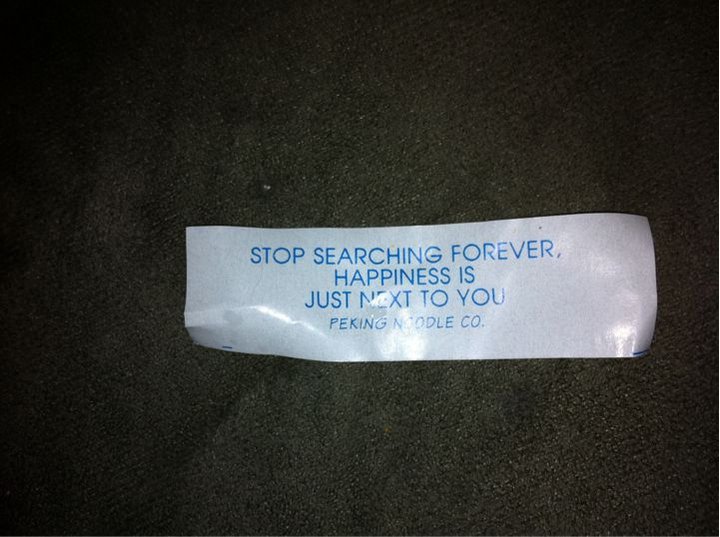 STOP SEARCHING FOREVER,
HAPPINESS IS
JUST NEXT TO YOU
PEKING NOODLE CO.